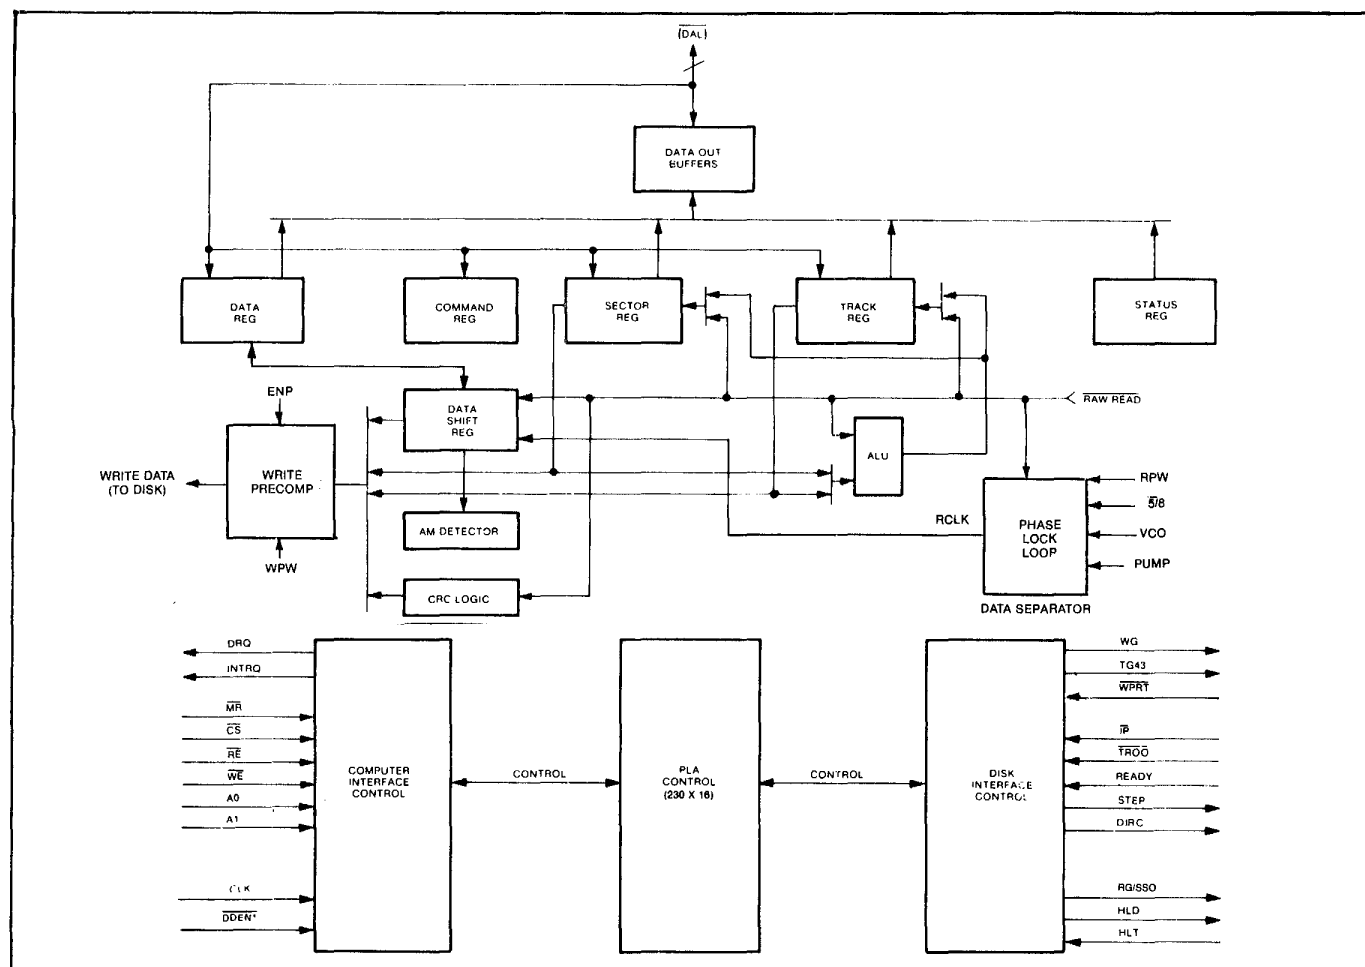 (DAL)
DATA OUT
BUFFERS
DATA
REG
COMMAND
REG
SECTOR
REG
TRACK
REG
STATUS
REG
ENP
DATA
SHIFT
REG
RAW READ
WRITE DATA
(TO DISK)
WRITE
PRECOMP
ALU
RPW
5/8
VCO
PUMP
RCLK
PHASE
LOCK
LOOP
AM DETECTOR
WPW
CRC LOGIC
DATA SEPARATOR
DRQ
INTRQ
MR
CS
RE
WE
A0
A1
CLK
DDEN*
COMPUTER
INTERFACE
CONTROL
CONTROL
PLA
CONTROL
(230 X 16)
CONTROL
DISK
INTERFACE
CONTROL
WG
TG43
WPRT
IP
TROO
READY
STEP
DIRC
RG/SSO
HLD
HLT